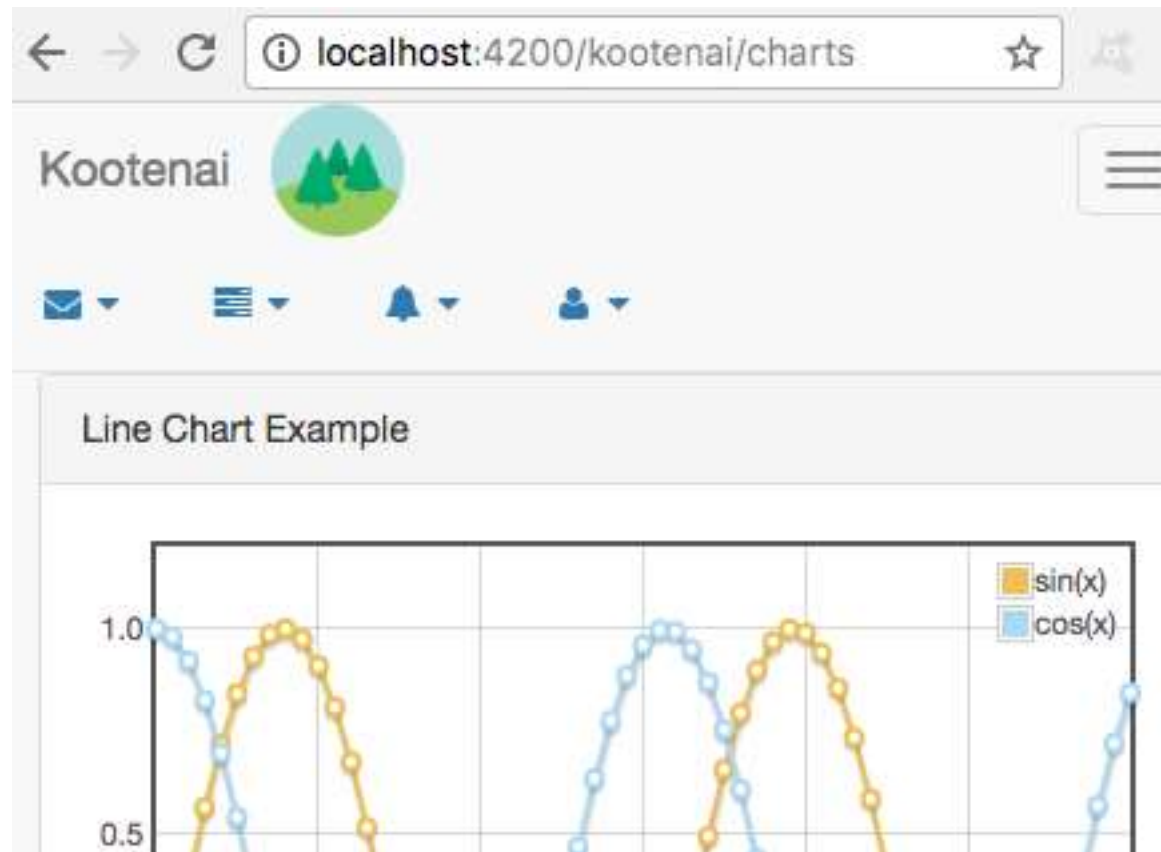 localhost:4200/kootenai/charts
Kootenai
Line Chart Example
sin(x)
cos(x)
1.0
0.5